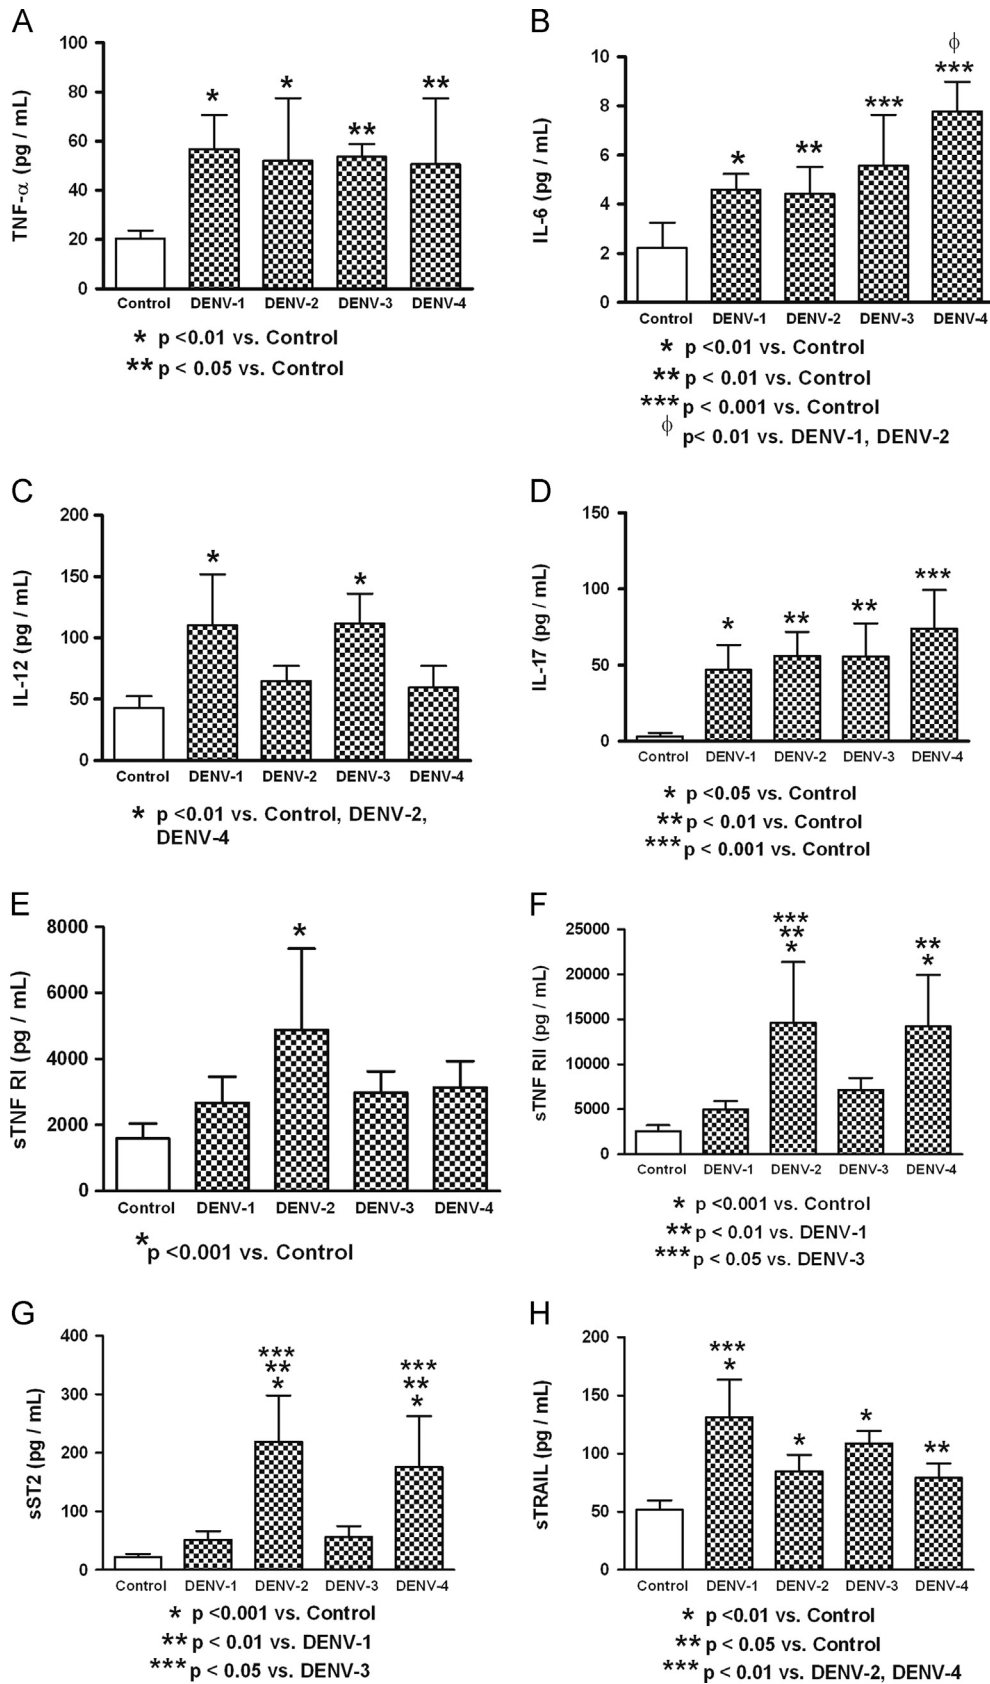 A
TNF-α (pg / mL)
100
80
60
40
20
0
* * ** **
Control DENV-1 DENV-2 DENV-3 DENV-4
* p <0.01 vs. Control
** p < 0.05 vs. Control
B
IL-6 (pg / mL)
10
8
6
4
2
0
ϕ
* ** *** ***
Control DENV-1 DENV-2 DENV-3 DENV-4
* p <0.01 vs. Control
** p < 0.01 vs. Control
*** p < 0.001 vs. Control
ϕ p< 0.01 vs. DENV-1, DENV-2
C
IL-12 (pg / mL)
200
150
100
50
0
* *
Control DENV-1 DENV-2 DENV-3 DENV-4
* p <0.01 vs. Control, DENV-2,
DENV-4
D
IL-17 (pg / mL)
150
100
50
0
* ** ** ***
Control DENV-1 DENV-2 DENV-3 DENV-4
* p <0.05 vs. Control
** p < 0.01 vs. Control
*** p < 0.001 vs. Control
E
sTNF RI (pg / mL)
8000
6000
4000
2000
0
*
Control DENV-1 DENV-2 DENV-3 DENV-4
* p <0.001 vs. Control
F
sTNF RII (pg / mL)
25000
20000
15000
10000
5000
0
***
** **
* *
Control DENV-1 DENV-2 DENV-3 DENV-4
* p <0.001 vs. Control
** p < 0.01 vs. DENV-1
*** p < 0.05 vs. DENV-3
G
sST2 (pg / mL)
400
300
200
100
0
*** ***
** **
* *
Control DENV-1 DENV-2 DENV-3 DENV-4
* p <0.001 vs. Control
** p < 0.01 vs. DENV-1
*** p < 0.05 vs. DENV-3
H
sTRAIL (pg / mL)
200
150
100
50
0
***
* * * **
Control DENV-1 DENV-2 DENV-3 DENV-4
* p <0.01 vs. Control
** p < 0.05 vs. Control
*** p < 0.01 vs. DENV-2, DENV-4